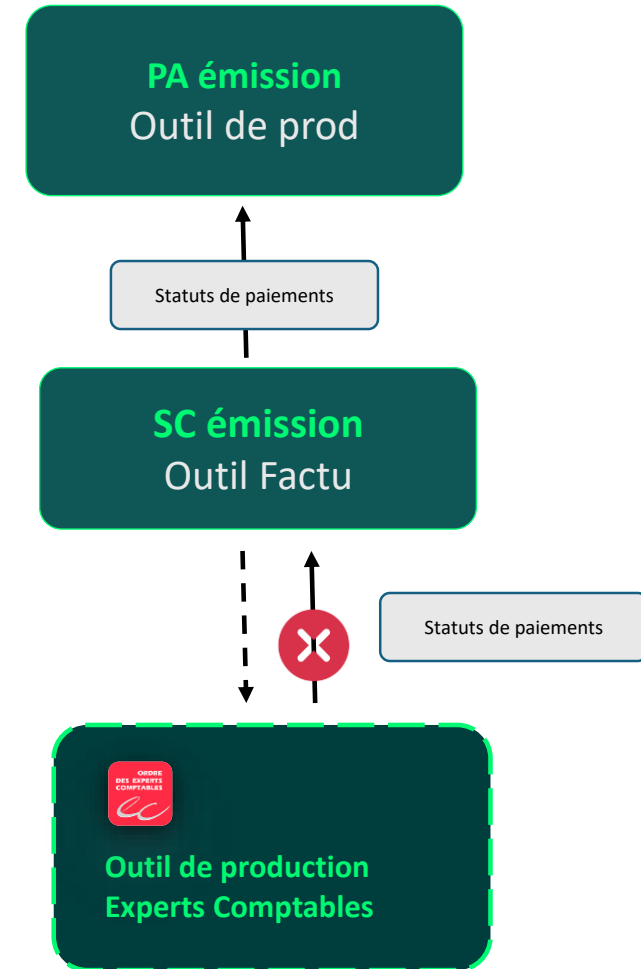 PA émission
Outil de prod
Statuts de paiements
SC émission
Outil Factu
Statuts de paiements
ORDRE
DES EXPERTS
COMPTABLES
ec
Outil de production
Experts Comptables